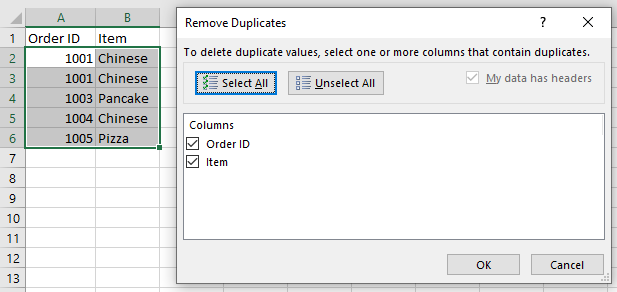 A B
1 Order ID Item
2 1001 Chinese
3 1001 Chinese
4 1003 Pancake
5 1004 Chinese
6 1005 Pizza
7
8
9
10
11
12
13
Remove Duplicates ? ×
To delete duplicate values, select one or more columns that contain duplicates.
Select All Unselect All My data has headers
Columns
Order ID
Item
OK Cancel